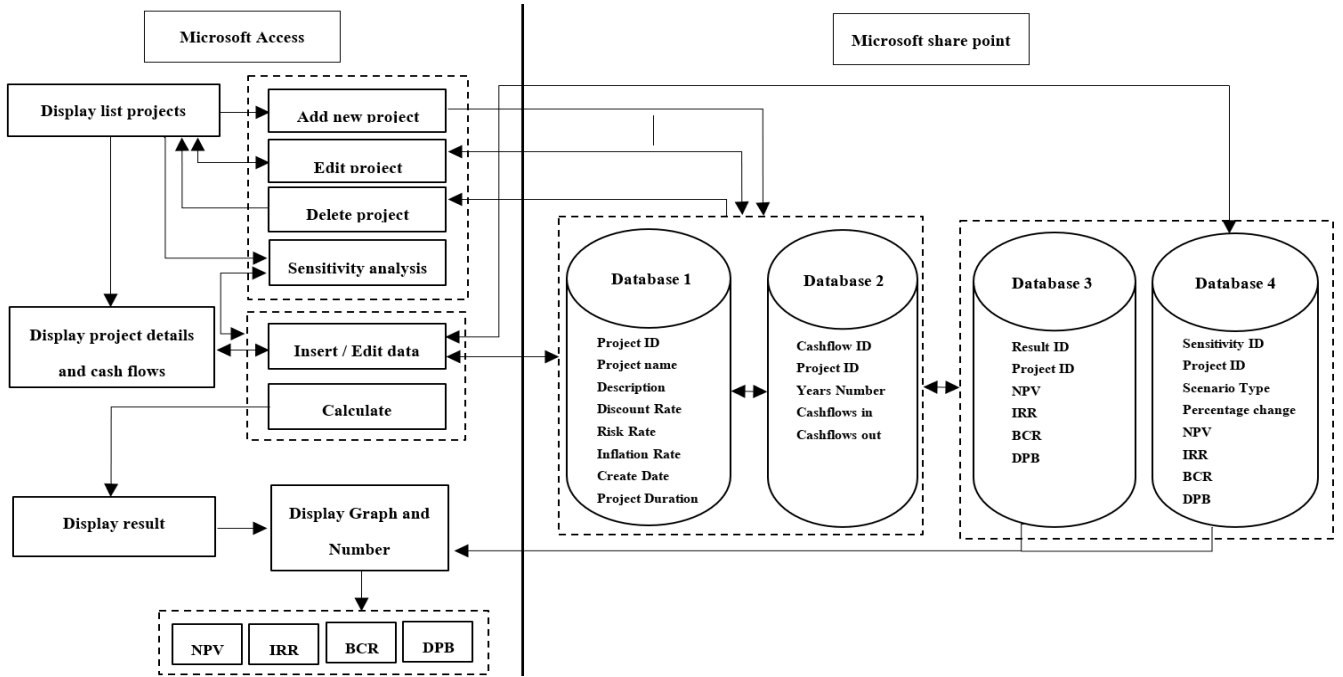 Microsoft Access
Microsoft share point
Display list projects
Add new project
Edit project
Delete project
Sensitivity analysis
Display project details
and cash flows
Insert / Edit data
Calculate
Display result
Display Graph and
Number
NPV
IRR
BCR
DPB
Database 1
Project ID
Project name
Description
Discount Rate
Risk Rate
Inflation Rate
Create Date
Project Duration
Database 2
Cashflow ID
Project ID
Years Number
Cashflows in
Cashflows out
Database 3
Result ID
Project ID
NPV
IRR
BCR
DPB
Database 4
Sensitivity ID
Project ID
Scenario Type
Percentage change
NPV
IRR
BCR
DPB